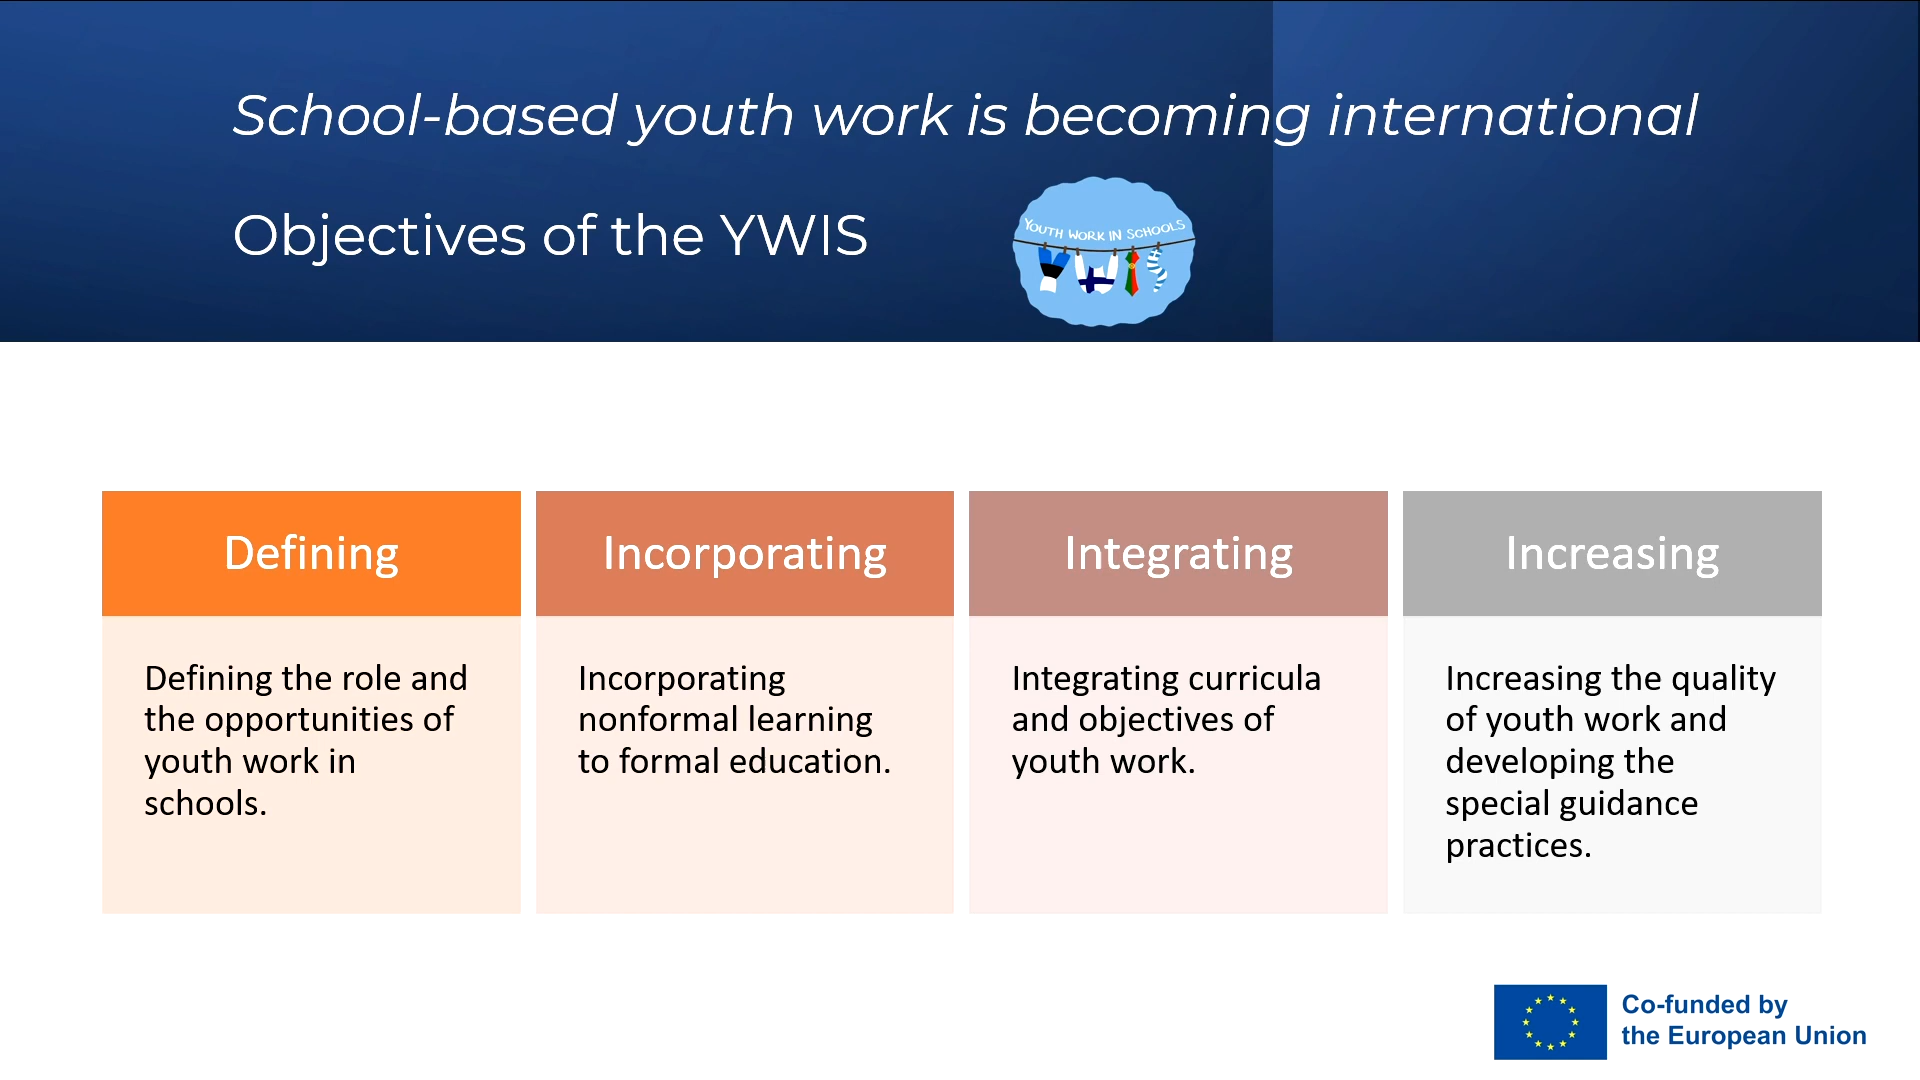 School-based youth work is becoming international
Objectives of the YWIS
YOUTH WORK IN SCHOOLS
YWIS
Defining
Defining the role and
the opportunities of
youth work in
schools.
Incorporating
Incorporating
nonformal learning
to formal education.
Integrating
Integrating curricula
and objectives of
youth work.
Increasing
Increasing the quality
of youth work and
developing the
special guidance
practices.
Co-funded by
the European Union